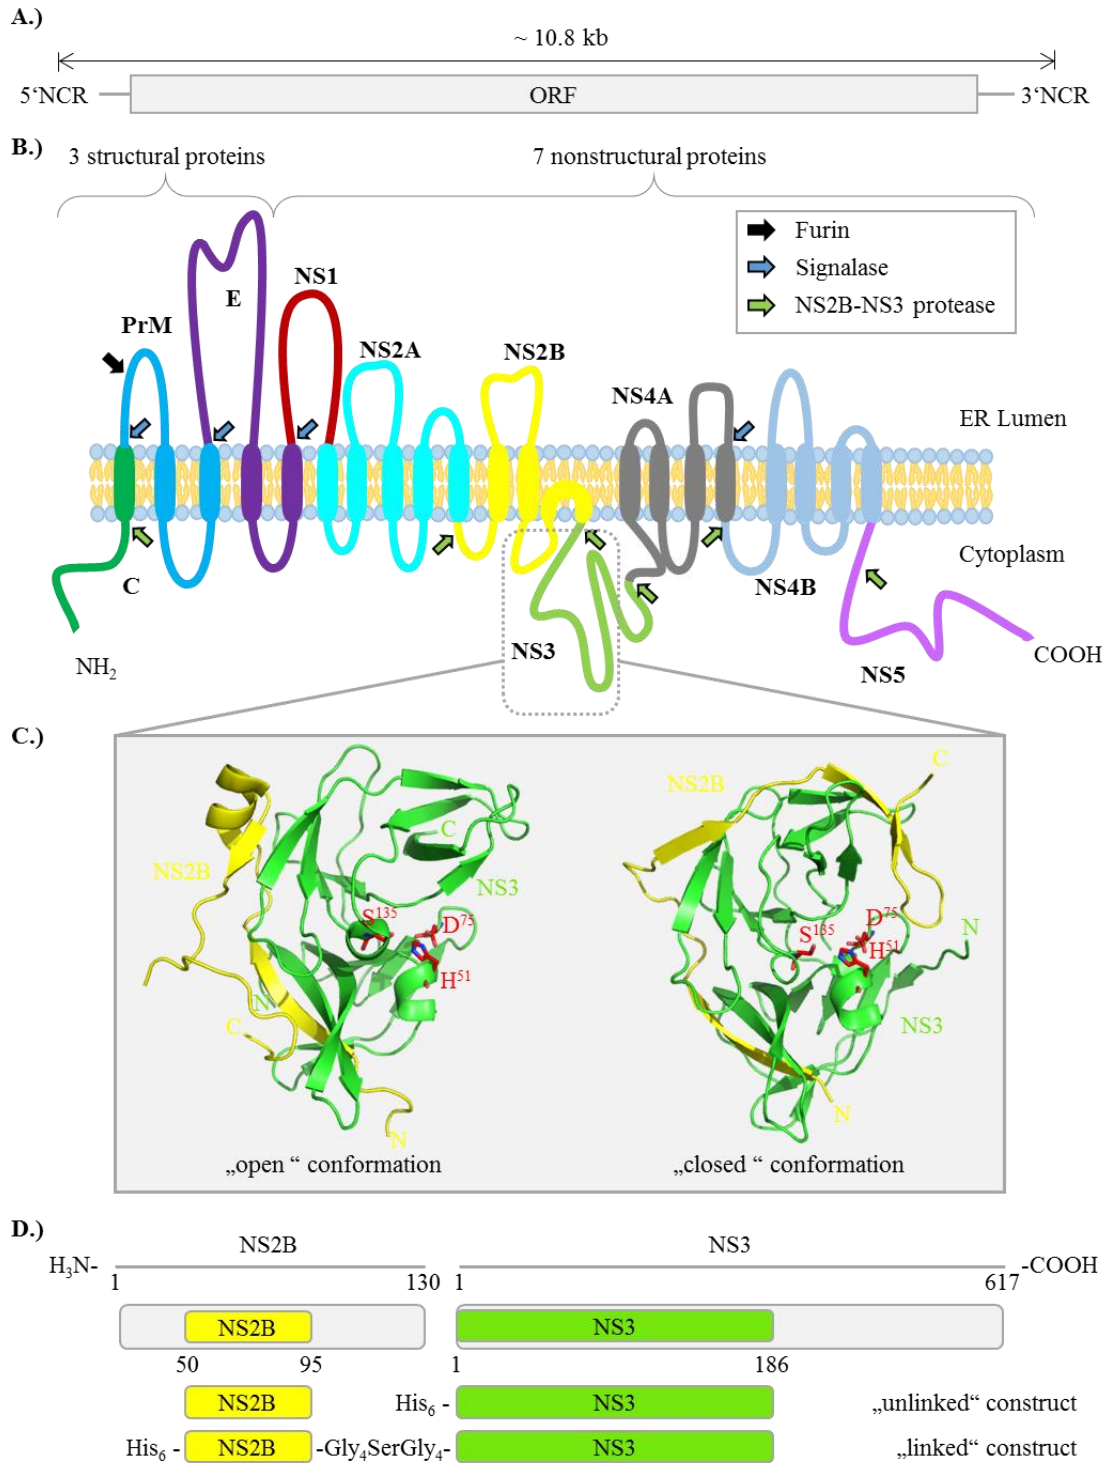 A.)
~ 10.8 kb
5‘NCR ORF 3‘NCR
B.)
3 structural proteins 7 nonstructural proteins
Furin
Signalase
NS2B-NS3 protease
E NS1
PrM
NS2A NS2B
NS4A
ER Lumen
Cytoplasm
C NS4B
NS3
NH2 NS5 COOH
C.)
NS2B C
C
NS2B NS3
S135 D75
H51
S135 D75
H51
N
N
C
NS3
N
N
„open “ conformation „closed “ conformation
D.)
NS2B NS3
H3N- -COOH
1 130 1 617
NS2B NS3
50 95 1 186
NS2B His6 - NS3 „unlinked“ construct
His6 - NS2B -Gly4SerGly4- NS3 „linked“ construct